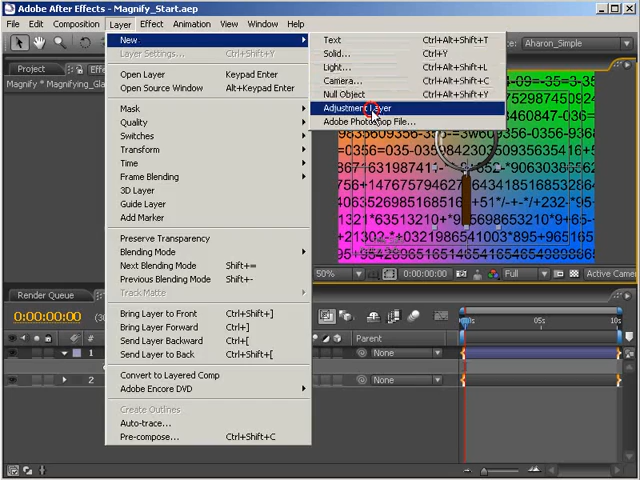 Adobe After Effects - Magnify_Start.aep
File Edit Composition Layer Effect Animation View Window Help
New
Layer Settings... Ctrl+Shift+Y
Open Layer Keypad Enter
Open Source Window Alt+Keypad Enter
Mask
Quality
Switches
Transform
Time
Frame Blending
3D Layer
Guide Layer
Add Marker
Preserve Transparency
Blending Mode
Next Blending Mode Shift+=
Previous Blending Mode Shift+-
Track Matte
Bring Layer to Front Ctrl+Shift+]
Bring Layer Forward Ctrl+]
Send Layer Backward Ctrl+[
Send Layer to Back Ctrl+Shift+[
Convert to Layered Comp
Adobe Encore DVD
Create Outlines
Auto-trace...
Pre-compose... Ctrl+Shift+C
Text Ctrl+Alt+Shift+T
Solid... Ctrl+Y
Light... Ctrl+Alt+Shift+L
Camera... Ctrl+Alt+Shift+C
Null Object Ctrl+Alt+Shift+Y
Adjustment Layer
Adobe Photoshop File...
Aharon_Simple
Project
Magnify * Magnifying_Gla
50% 0:00:00:00 Full Active Camer
Render Queue
0:00:00:00
#
Parent
05s 10s
1 None
2 None